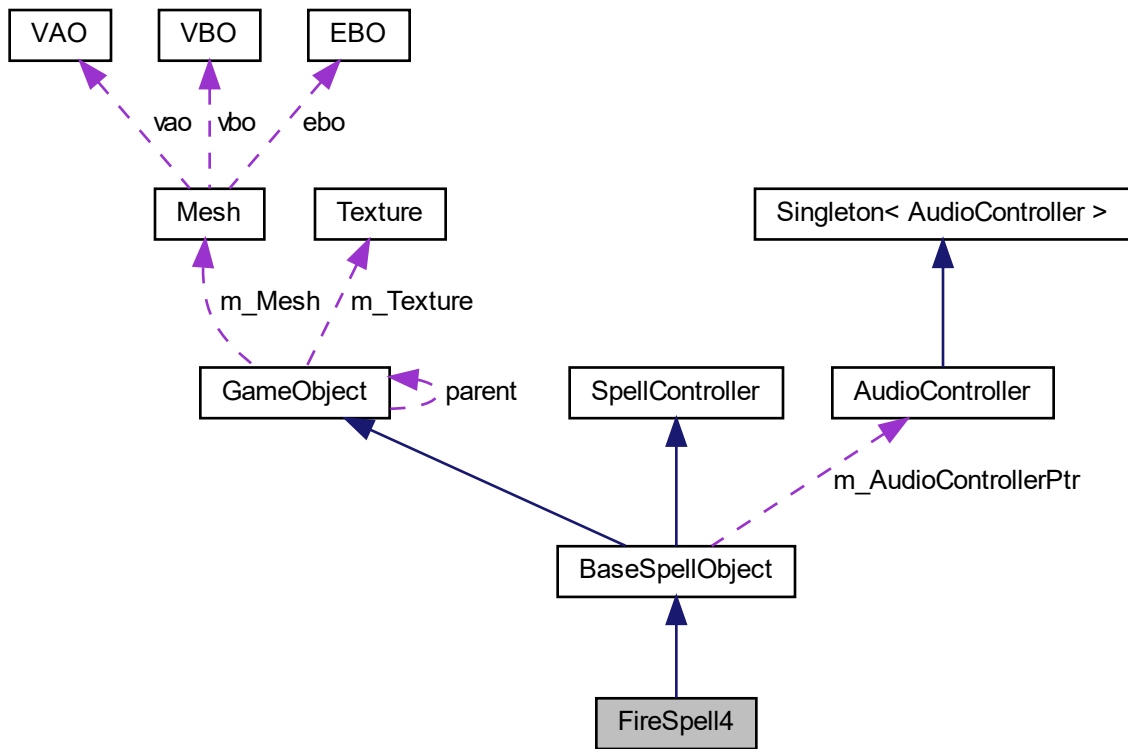 VAO
VBO
EBO
vao
vbo
ebo
Mesh
Texture
Singleton< AudioController >
m_Mesh
m_Texture
GameObject
parent
SpellController
AudioController
m_AudioControllerPtr
BaseSpellObject
FireSpell4